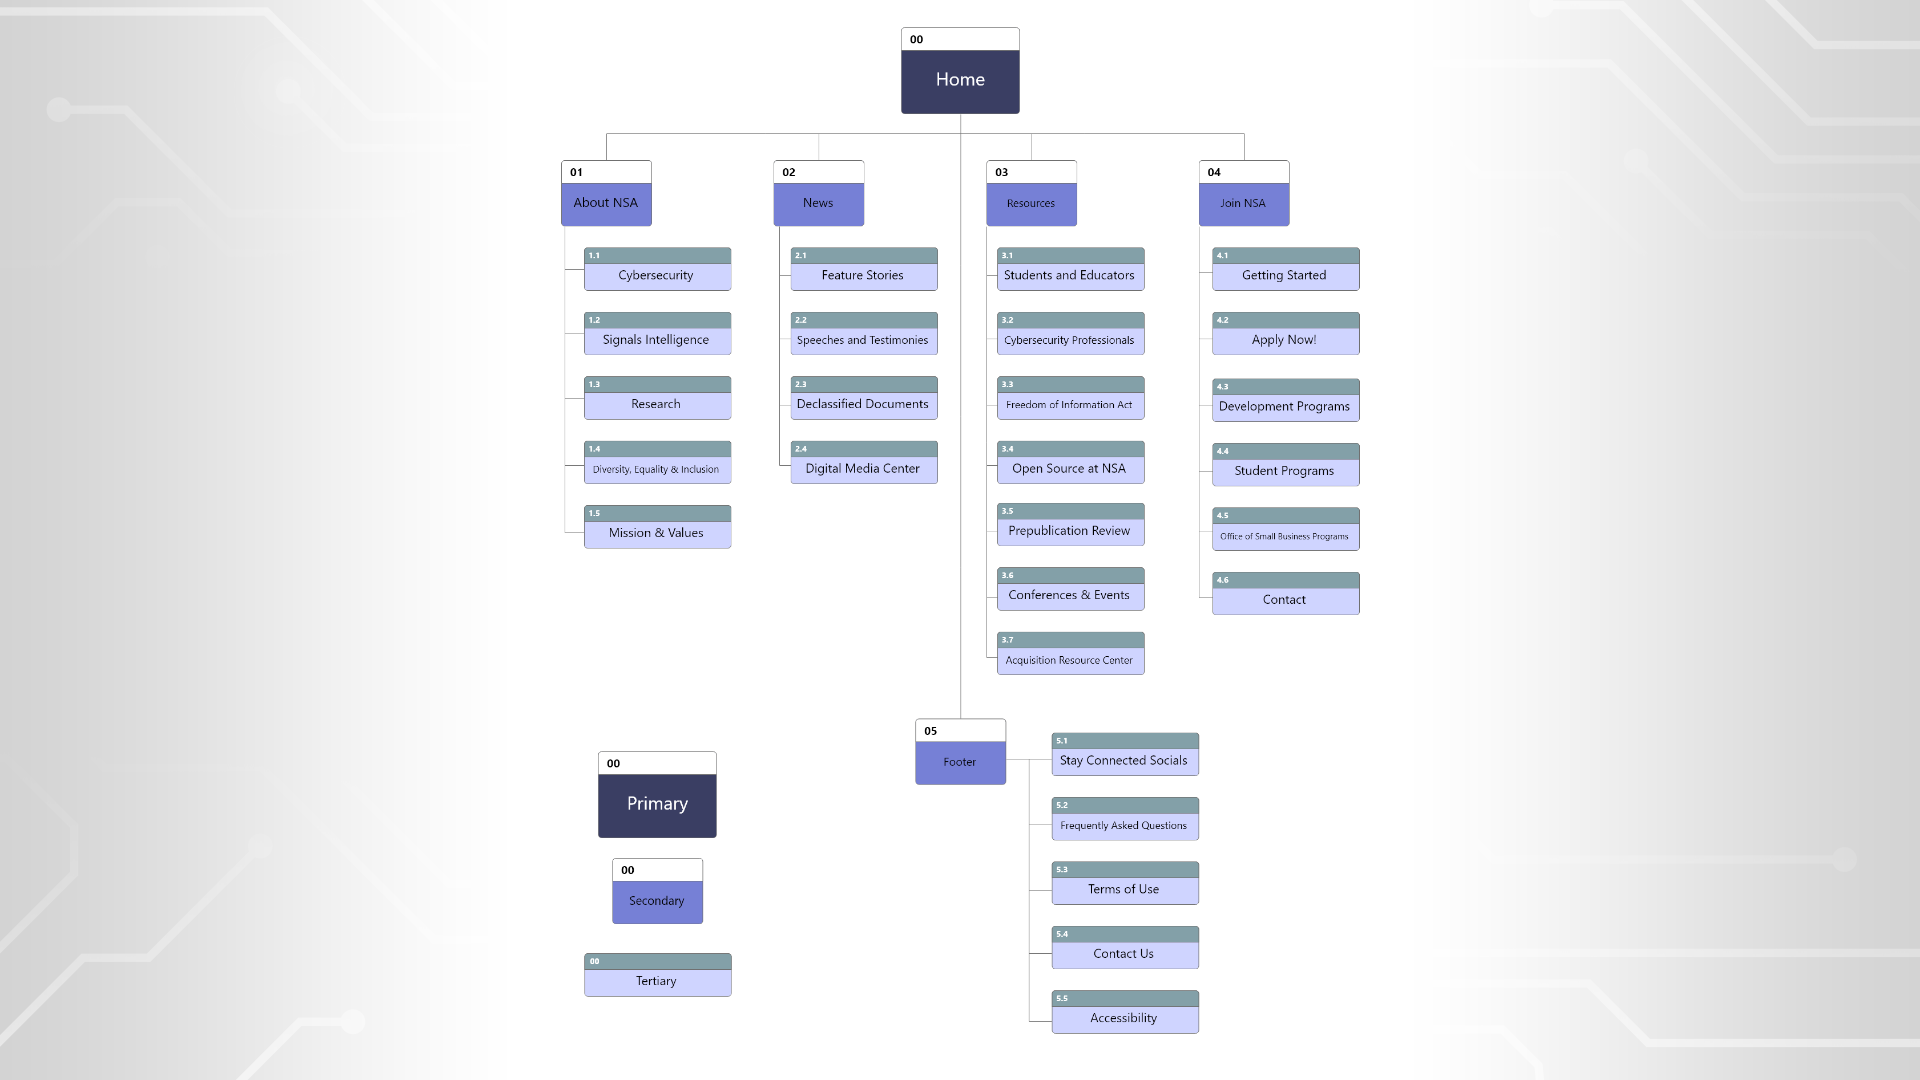 00
Home
01
About NSA
1.1
Cybersecurity
1.2
Signals Intelligence
1.3
Research
1.4
Diversity, Equality & Inclusion
1.5
Mission & Values
02
News
2.1
Feature Stories
2.2
Speeches and Testimonies
2.3
Declassified Documents
2.4
Digital Media Center
03
Resources
3.1
Students and Educators
3.2
Cybersecurity Professionals
3.3
Freedom of Information Act
3.4
Open Source at NSA
3.5
Prepublication Review
3.6
Conferences & Events
3.7
Acquisition Resource Center
04
Join NSA
4.1
Getting Started
4.2
Apply Now!
4.3
Development Programs
4.4
Student Programs
4.5
Office of Small Business Programs
4.6
Contact
05
Footer
5.1
Stay Connected Socials
5.2
Frequently Asked Questions
5.3
Terms of Use
5.4
Contact Us
5.5
Accessibility
00
Primary
00
Secondary
00
Tertiary